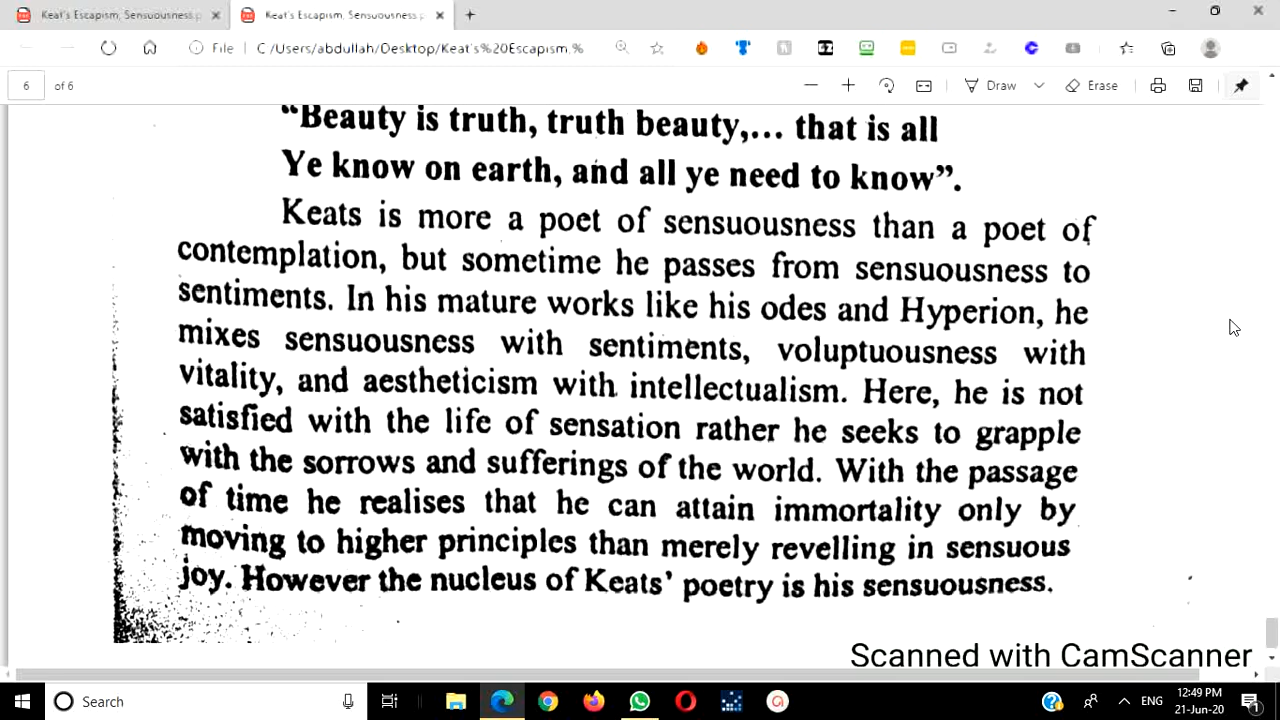 Keat's Escapism, Sensuousness.p
Keat's Escapism, Sensuousness.p
File
C:/Users/abdullah/Desktop/Keat's%20Escapism,%
6 of 6
Draw
Erase
“Beauty is truth, truth beauty,... that is all
Ye know on earth, and all ye need to know”.
Keats is more a poet of sensuousness than a poet of
contemplation, but sometime he passes from sensuousness to
sentiments. In his mature works like his odes and Hyperion, he
mixes sensuousness with sentiments, voluptuousness with
vitality, and aestheticism with intellectualism. Here, he is not
satisfied with the life of sensation rather he seeks to grapple
with the sorrows and sufferings of the world. With the passage
of time he realises that he can attain immortality only by
moving to higher principles than merely revelling in sensuous
joy. However the nucleus of Keats’ poetry is his sensuousness.
Scanned with CamScanner
Search
ENG
12:49 PM
21-Jun-20